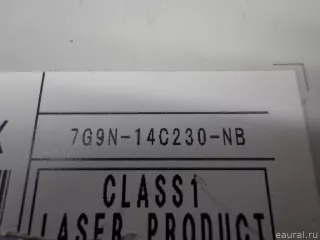 7G9N-14C230-NB
CLASS1
LASER PRODUCT
eaural.ru